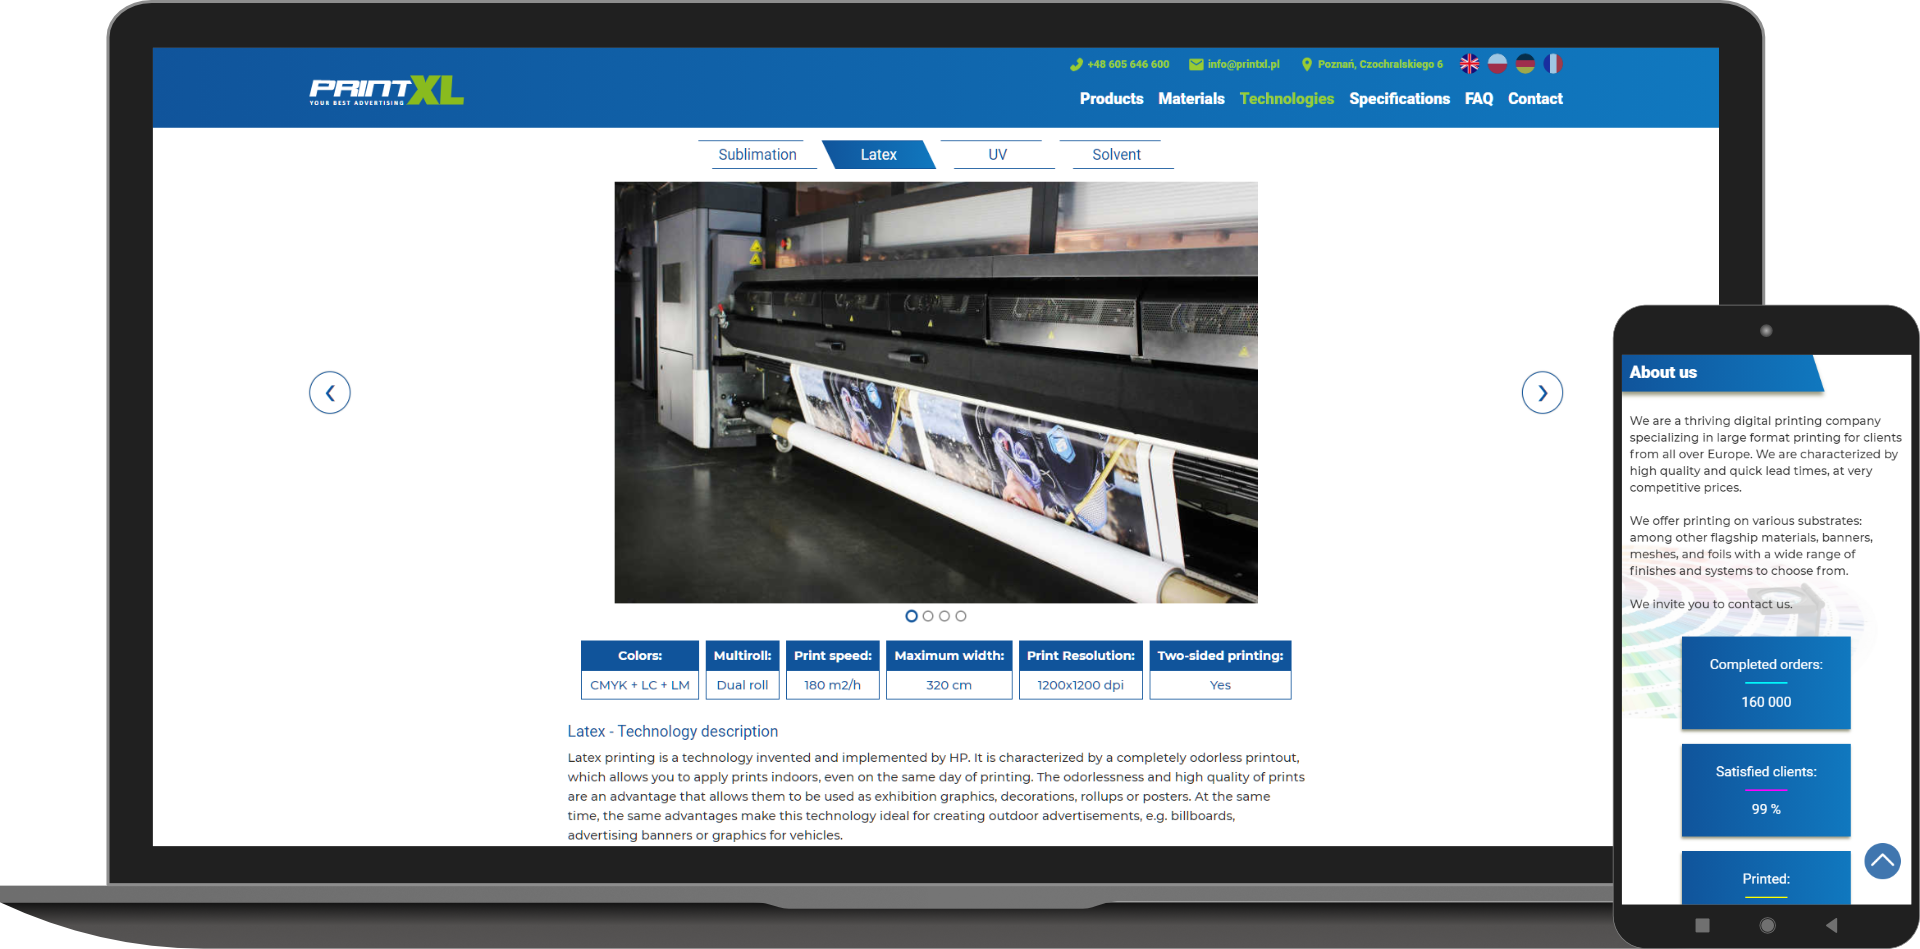 PRINTXL
YOUR BEST ADVERTISING
+48 605 646 600
info@printxl.pl
Poznań, Czochralskiego 6
Products Materials Technologies Specifications FAQ Contact
Sublimation Latex UV Solvent
Colors: Multiroll: Print speed: Maximum width: Print Resolution: Two-sided printing:
CMYK + LC + LM Dual roll 180 m2/h 320 cm 1200x1200 dpi Yes
Latex - Technology description
Latex printing is a technology invented and implemented by HP. It is characterized by a completely odorless printout,
which allows you to apply prints indoors, even on the same day of printing. The odorlessness and high quality of prints
are an advantage that allows them to be used as exhibition graphics, decorations, rollups or posters. At the same
time, the same advantages make this technology ideal for creating outdoor advertisements, e.g. billboards,
advertising banners or graphics for vehicles.
About us
We are a thriving digital printing company
specializing in large format printing for clients
from all over Europe. We are characterized by
high quality and quick lead times, at very
competitive prices.
We offer printing on various substrates:
among other flagship materials, banners,
meshes, and foils with a wide range of
finishes and systems to choose from.
We invite you to contact us.
Completed orders:
160 000
Satisfied clients:
99 %
Printed: